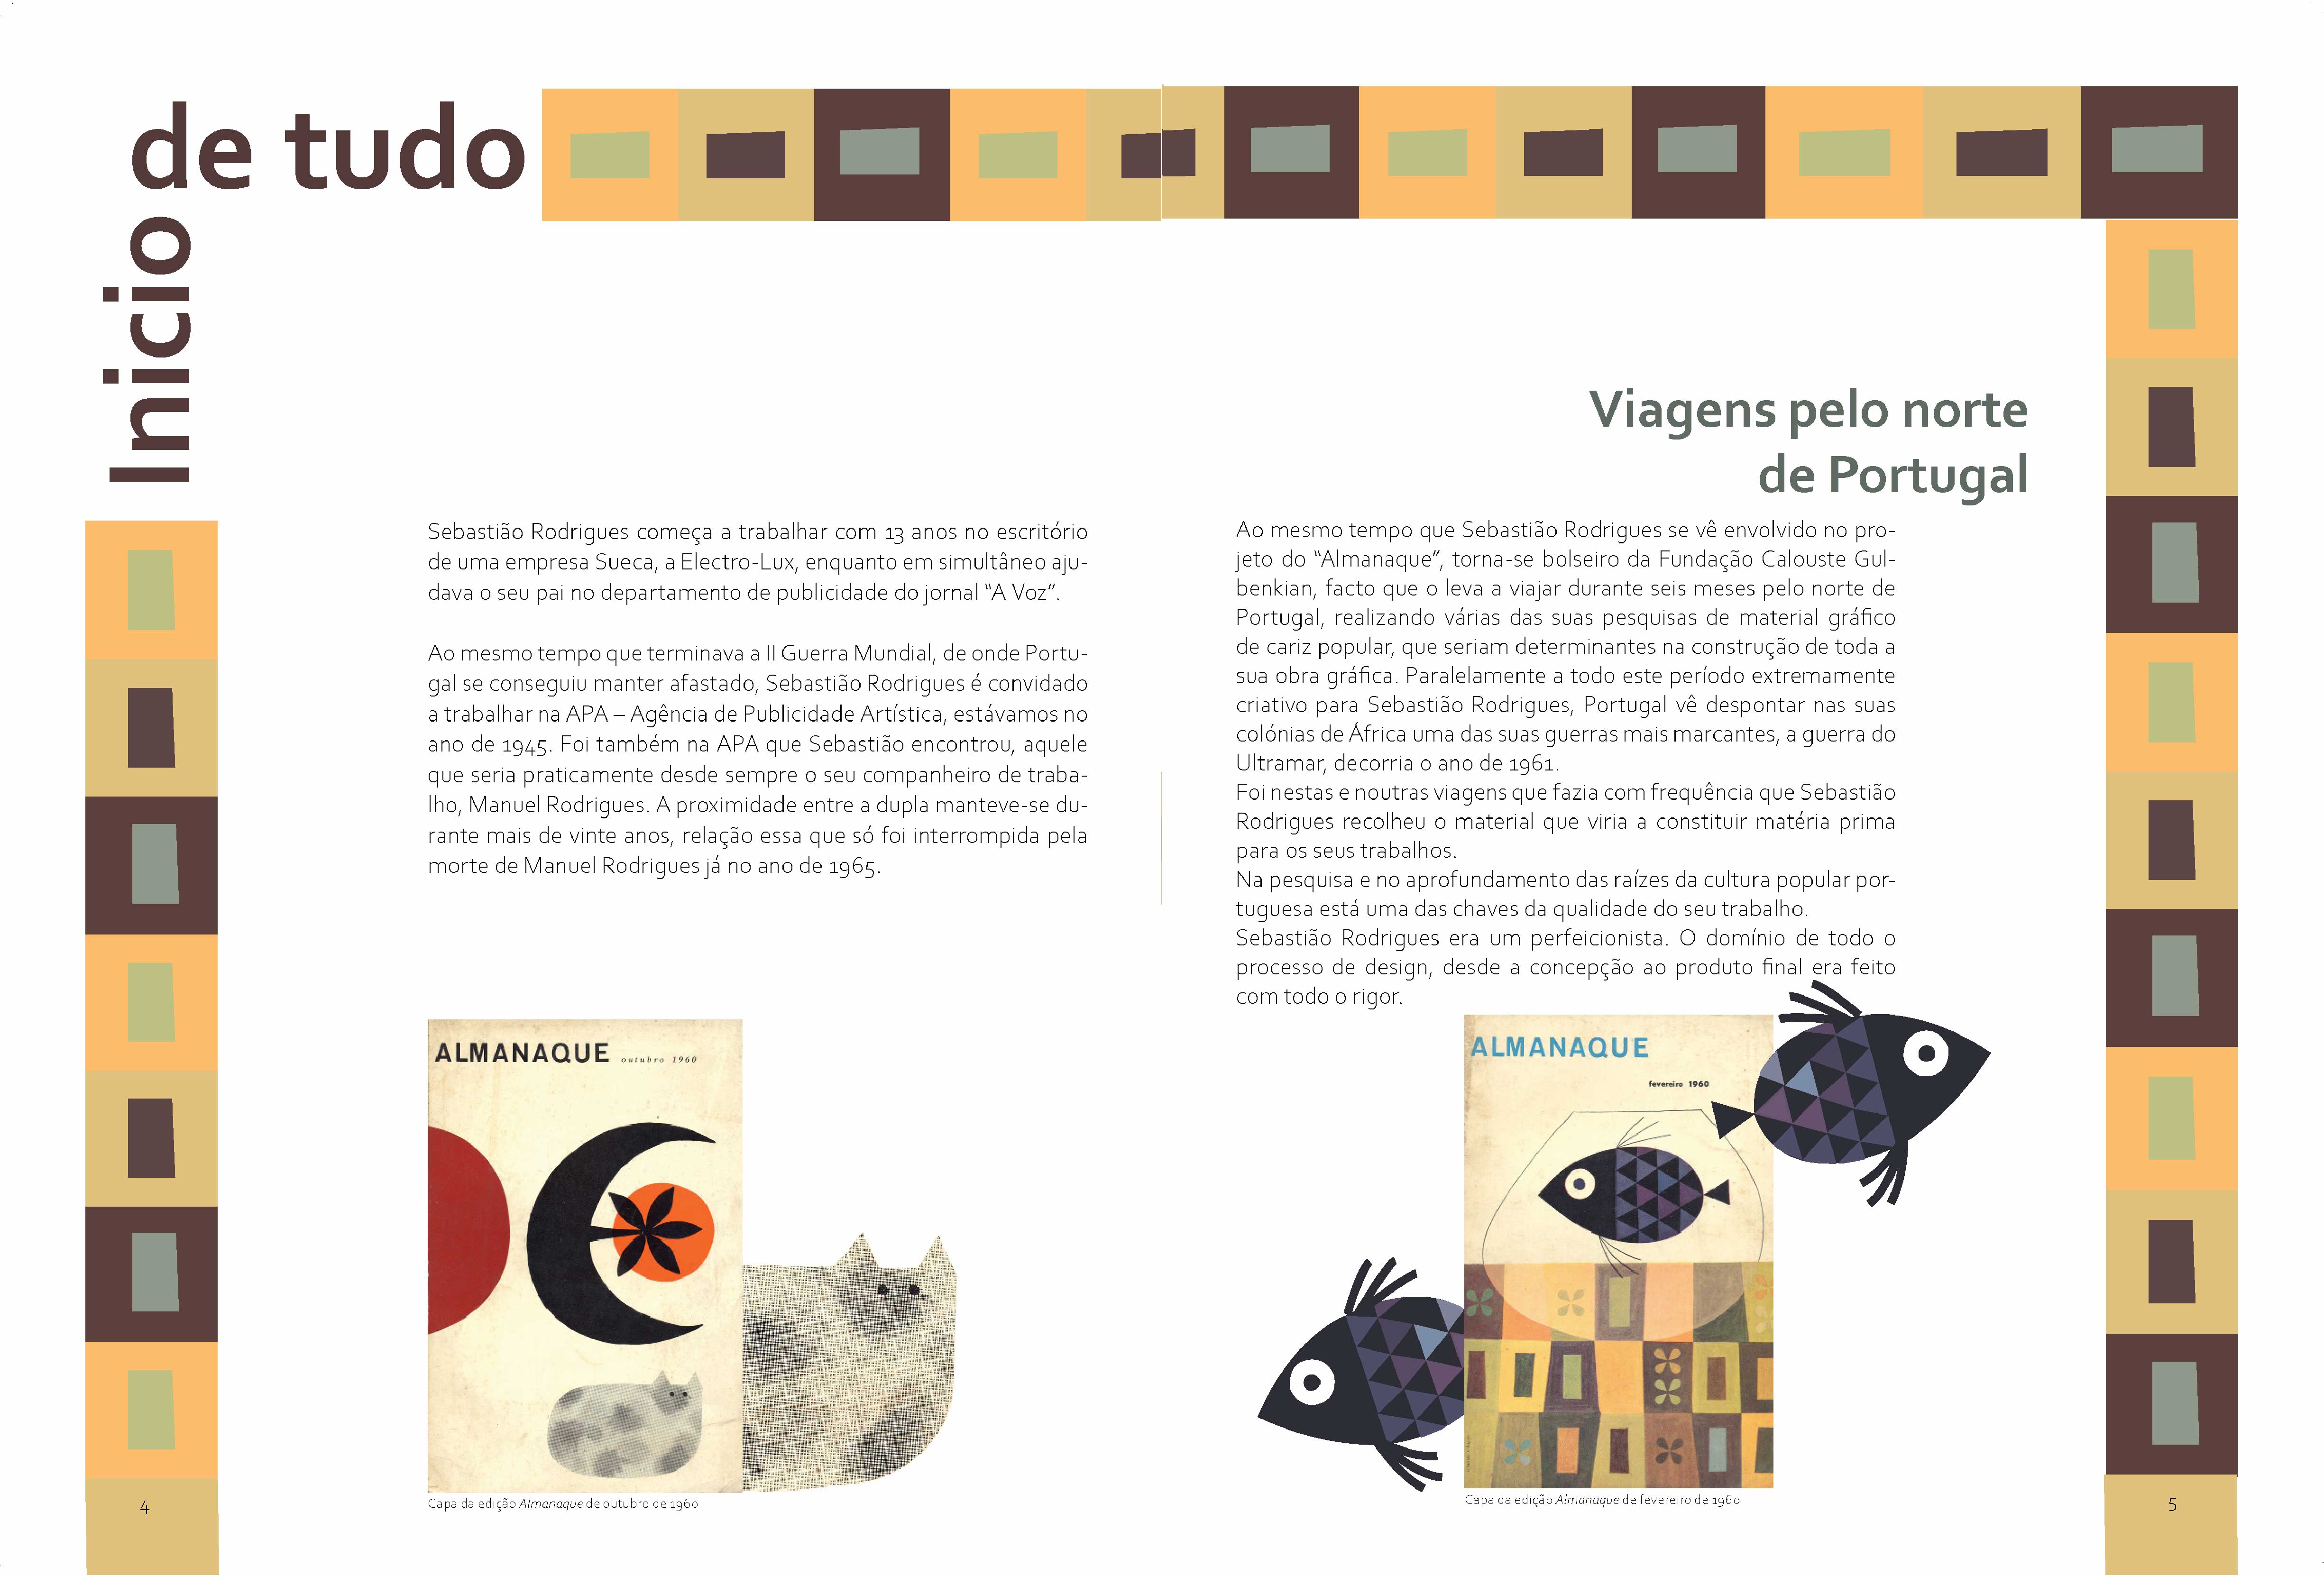 Inicio
de tudo
Sebastião Rodrigues começa a trabalhar com 13 anos no escritório
de uma empresa Sueca, a Electro-Lux, enquanto em simultâneo aju-
dava o seu pai no departamento de publicidade do jornal “A Voz”.
Ao mesmo tempo que terminava a II Guerra Mundial, de onde Portu-
gal se conseguiu manter afastado, Sebastião Rodrigues é convidado
a trabalhar na APA – Agência de Publicidade Artística, estávamos no
ano de 1945. Foi também na APA que Sebastião encontrou, aquele
que seria praticamente desde sempre o seu companheiro de traba-
lho, Manuel Rodrigues. A proximidade entre a dupla manteve-se du-
rante mais de vinte anos, relação essa que só foi interrompida pela
morte de Manuel Rodrigues já no ano de 1965.
ALMANAQUE outubro 1960
Capa da edição Almanaque de outubro de 1960
4
Viagens pelo norte
de Portugal
Ao mesmo tempo que Sebastião Rodrigues se vê envolvido no pro-
jeto do “Almanaque”, torna-se bolseiro da Fundação Calouste Gul-
benkian, facto que o leva a viajar durante seis meses pelo norte de
Portugal, realizando várias das suas pesquisas de material gráfico
de cariz popular, que seriam determinantes na construção de toda a
sua obra gráfica. Paralelamente a todo este período extremamente
criativo para Sebastião Rodrigues, Portugal vê despontar nas suas
colónias de África uma das suas guerras mais marcantes, a guerra do
Ultramar, decorria o ano de 1961.
Foi nestas e noutras viagens que fazia com frequência que Sebastião
Rodrigues recolheu o material que viria a constituir matéria prima
para os seus trabalhos.
Na pesquisa e no aprofundamento das raízes da cultura popular por-
tuguesa está uma das chaves da qualidade do seu trabalho.
Sebastião Rodrigues era um perfeicionista. O domínio de todo o
processo de design, desde a concepção ao produto final era feito
com todo o rigor.
ALMANAQUE
fevereiro 1960
Capa da edição Almanaque de fevereiro de 1960
5